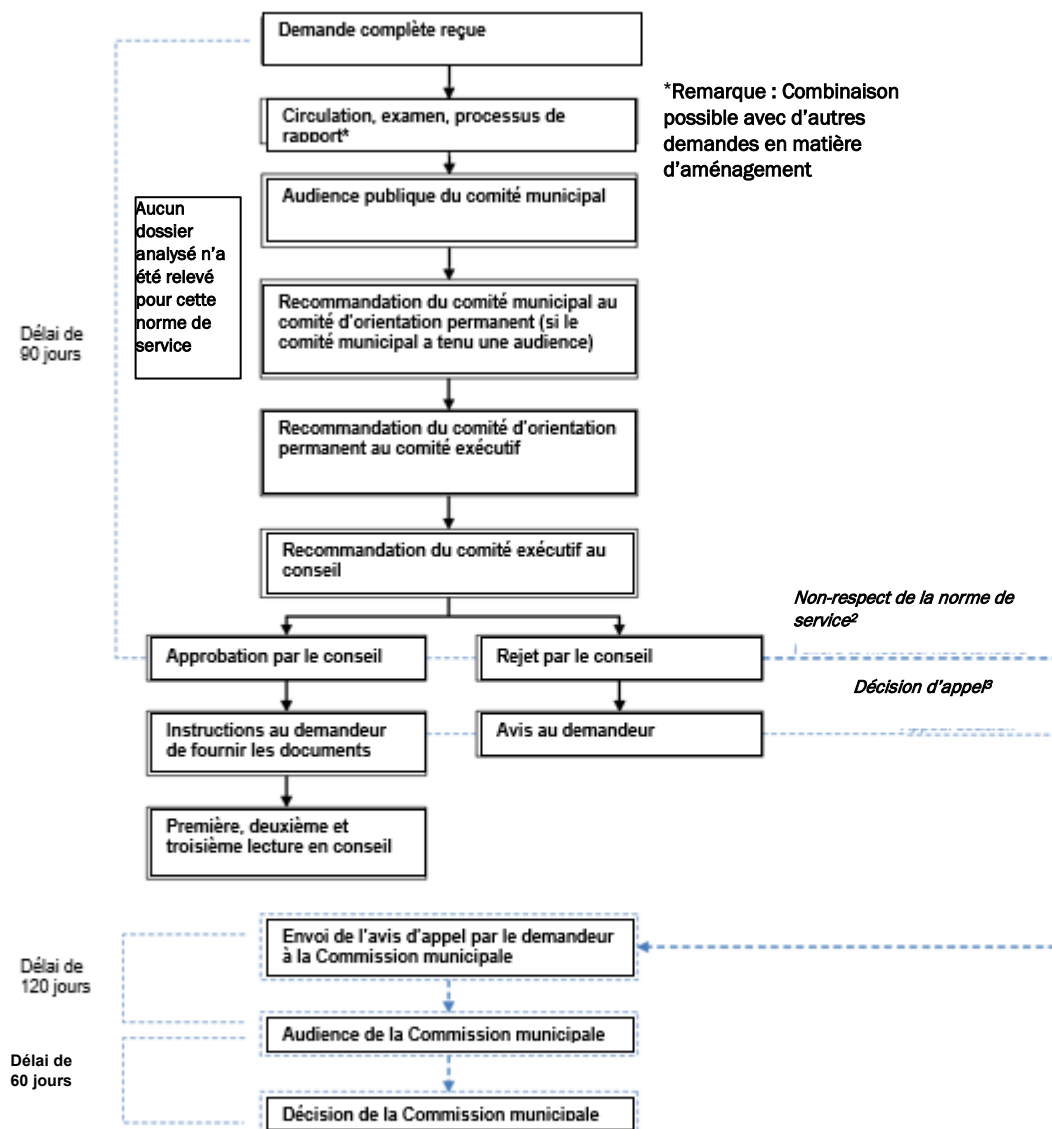 Demande complète reçue
Circulation, examen, processus de
rapport*
*Remarque : Combinaison
possible avec d'autres
demandes en matière
d'aménagement
Audience publique du comité municipal
Aucun
dossier
analysé n'a
été relevé
pour cette
norme de
service
Délai de
90 jours
Recommandation du comité municipal au
comité d'orientation permanent (si le
comité municipal a tenu une audience)
Recommandation du comité d'orientation
permanent au comité exécutif
Recommandation du comité exécutif au
conseil
Non-respect de la norme de
service²
Approbation par le conseil
Rejet par le conseil
Décision d'appel³
Instructions au demandeur
de fournir les documents
Avis au demandeur
Première, deuxième et
troisième lecture en conseil
Envoi de l'avis d'appel par le demandeur
à la Commission municipale
Délai de
120 jours
Audience de la Commission municipale
Délai de
60 jours
Décision de la Commission municipale